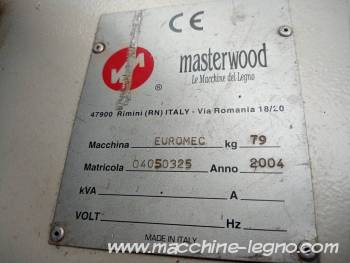 CE
masterwood
Le Macchine del Legno
®
47900 Rimini (RN) ITALY - Via Romania 18/20
Macchina EUROMEC kg 79
Matricola 04050325 Anno 2004
kVA A
VOLT Hz
MADE IN ITALY
www.macchine-legno.com